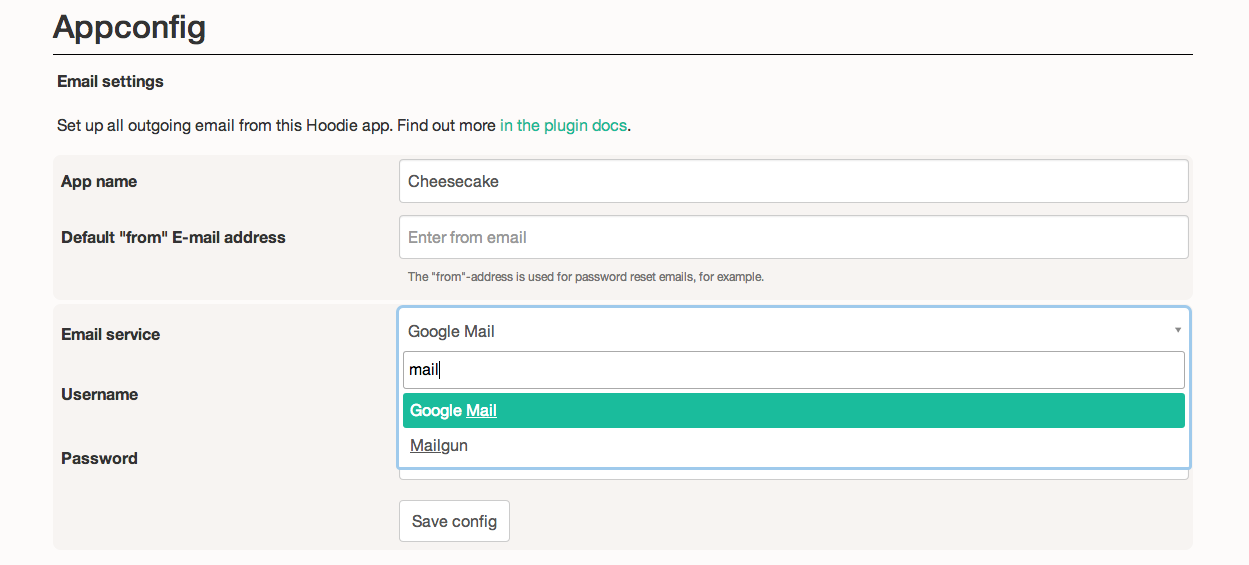 Appconfig
Email settings
Set up all outgoing email from this Hoodie app. Find out more in the plugin docs.
App name
Cheesecake
Default "from" E-mail address
Enter from email
The "from"-address is used for password reset emails, for example.
Email service
Google Mail
mail
Google Mail
Username
Mailgun
Password
Save config